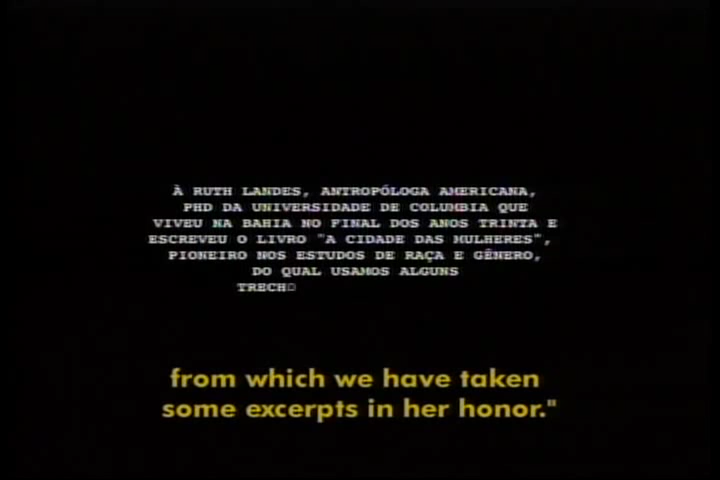 À RUTH LANDES, ANTROPÓLOGA AMERICANA,
PHD DA UNIVERSIDADE DE COLUMBIA QUE
VIVEU NA BAHIA NO FINAL DOS ANOS TRINTA E
ESCREVEU O LIVRO "A CIDADE DAS MULHERES",
PIONEIRO NOS ESTUDOS DE RAÇA E GÊNERO,
DO QUAL USAMOS ALGUNS
TRECHO
from which we have taken
some excerpts in her honor."